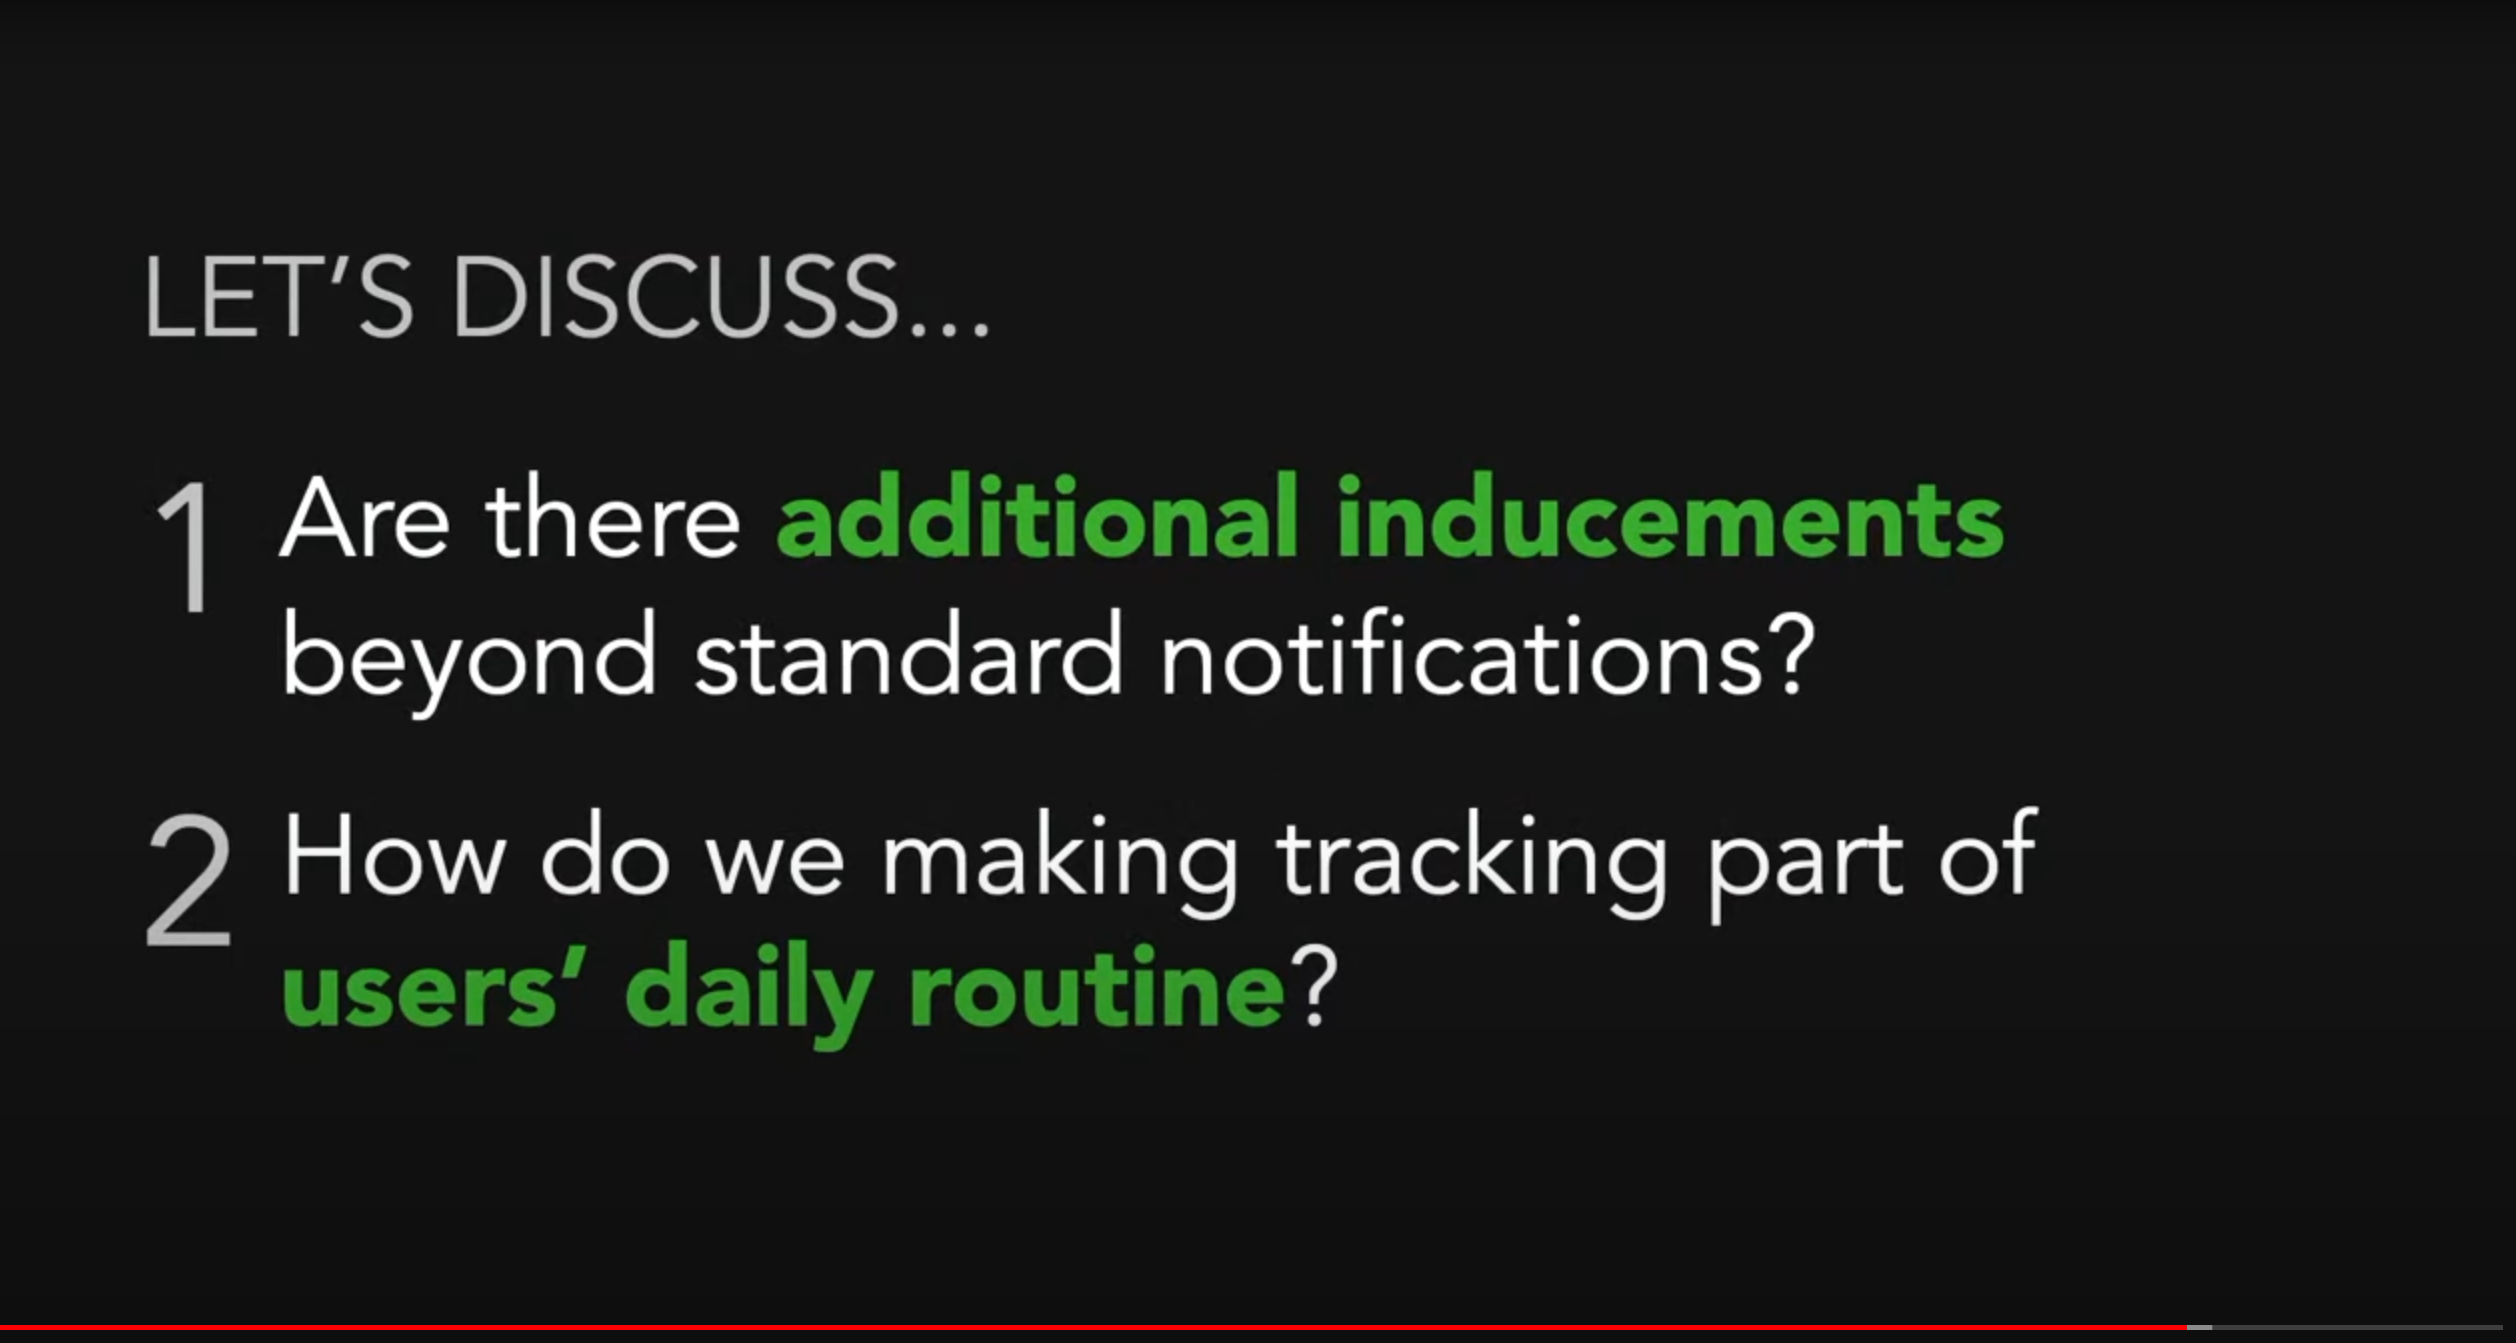 LET’S DISCUSS...
1 Are there additional inducements
beyond standard notifications?
2 How do we making tracking part of
users’ daily routine?